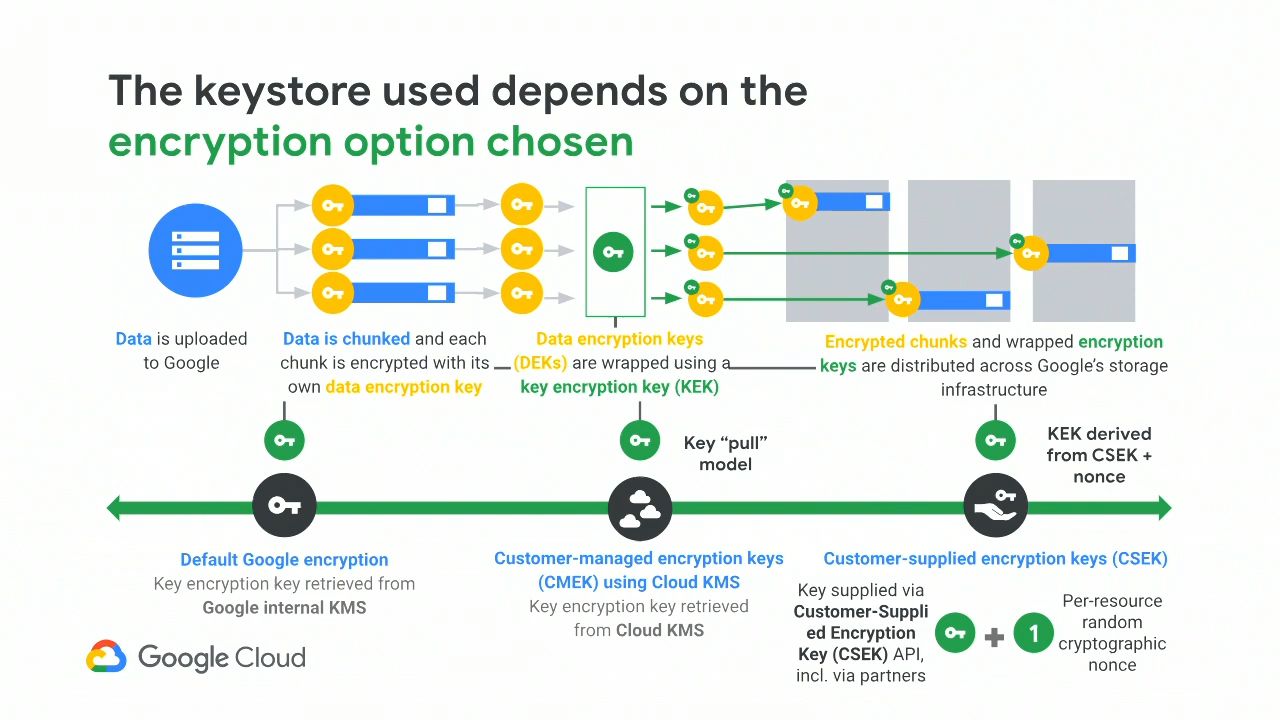 The keystore used depends on the
encryption option chosen
Data is uploaded
to Google
Data is chunked and each
chunk is encrypted with its
own data encryption key
Data encryption keys
(DEKs) are wrapped using a
key encryption key (KEK)
Encrypted chunks and wrapped encryption
keys are distributed across Google's storage
infrastructure
Key “pull”
model
KEK derived
from CSEK +
nonce
Default Google encryption
Key encryption key retrieved from
Google internal KMS
Customer-managed encryption keys
(CMEK) using Cloud KMS
Key encryption key retrieved
from Cloud KMS
Customer-supplied encryption keys (CSEK)
Key supplied via
Customer-Suppli
ed Encryption
Key (CSEK) API,
incl. via partners
+
1
Per-resource
random
cryptographic
nonce
Google Cloud